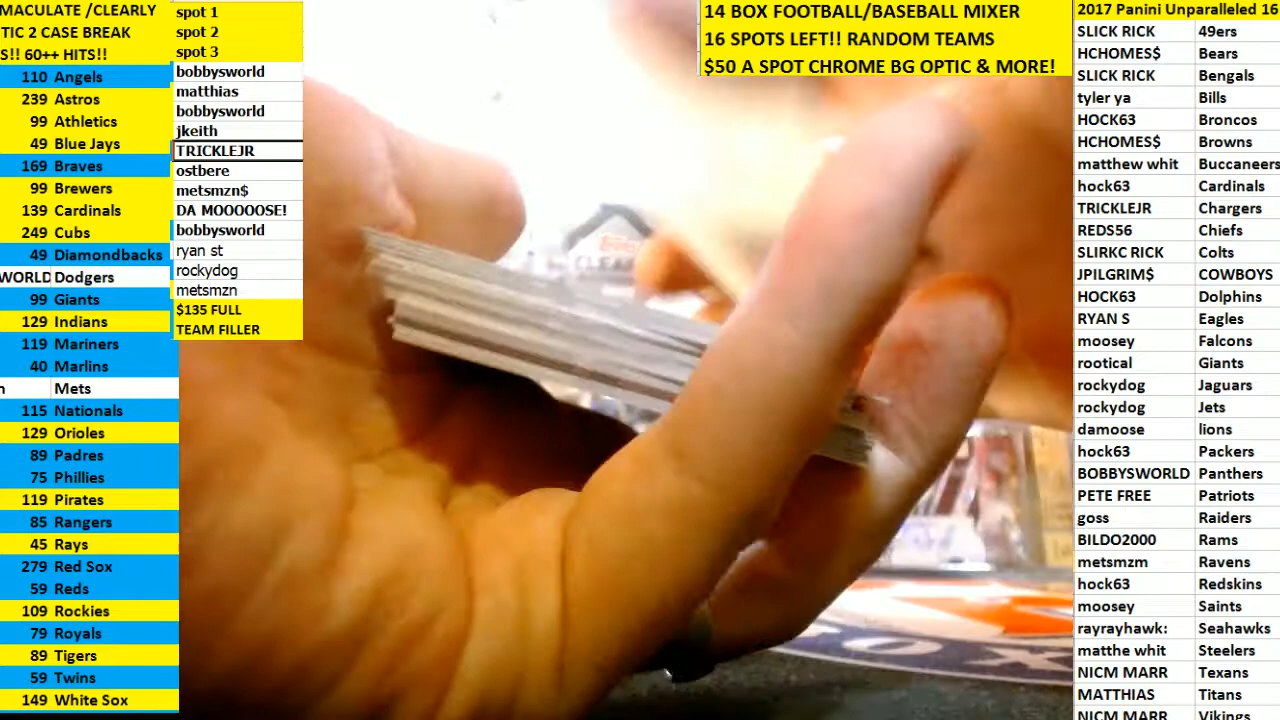 MACULATE /CLEARLY
TIC 2 CASE BREAK
S!! 60++ HITS!!
110 Angels
239 Astros
99 Athletics
49 Blue Jays
169 Braves
99 Brewers
139 Cardinals
249 Cubs
49 Diamondbacks
WORLD Dodgers
99 Giants
129 Indians
119 Mariners
40 Marlins
Mets
115 Nationals
129 Orioles
89 Padres
75 Phillies
119 Pirates
85 Rangers
45 Rays
279 Red Sox
59 Reds
109 Rockies
79 Royals
89 Tigers
59 Twins
149 White Sox
spot 1
spot 2
spot 3
bobbysworld
matthias
bobbysworld
jkeith
TRICKLEJR
ostbere
metsmzn$
DA MOOOOOSE!
bobbysworld
ryan st
rockydog
metsmzn
$135 FULL
TEAM FILLER
14 BOX FOOTBALL/BASEBALL MIXER
16 SPOTS LEFT!! RANDOM TEAMS
$50 A SPOT CHROME BG OPTIC & MORE!
2017 Panini Unparalleled 16
SLICK RICK 49ers
HCHOMES$ Bears
SLICK RICK Bengals
tyler ya Bills
HOCK63 Broncos
HCHOMES$ Browns
matthew whit Buccaneers
hock63 Cardinals
TRICKLEJR Chargers
REDS56 Chiefs
SLIRKC RICK Colts
JPILGRIM$ COWBOYS
HOCK63 Dolphins
RYAN S Eagles
moosey Falcons
rootical Giants
rockydog Jaguars
rockydog Jets
damoose lions
hock63 Packers
BOBBYSWORLD Panthers
PETE FREE Patriots
goss Raiders
BILDO2000 Rams
metsmzm Ravens
hock63 Redskins
moosey Saints
rayrayhawk: Seahawks
matthe whit Steelers
NICM MARR Texans
MATTHIAS Titans
NICM MARR Vikings